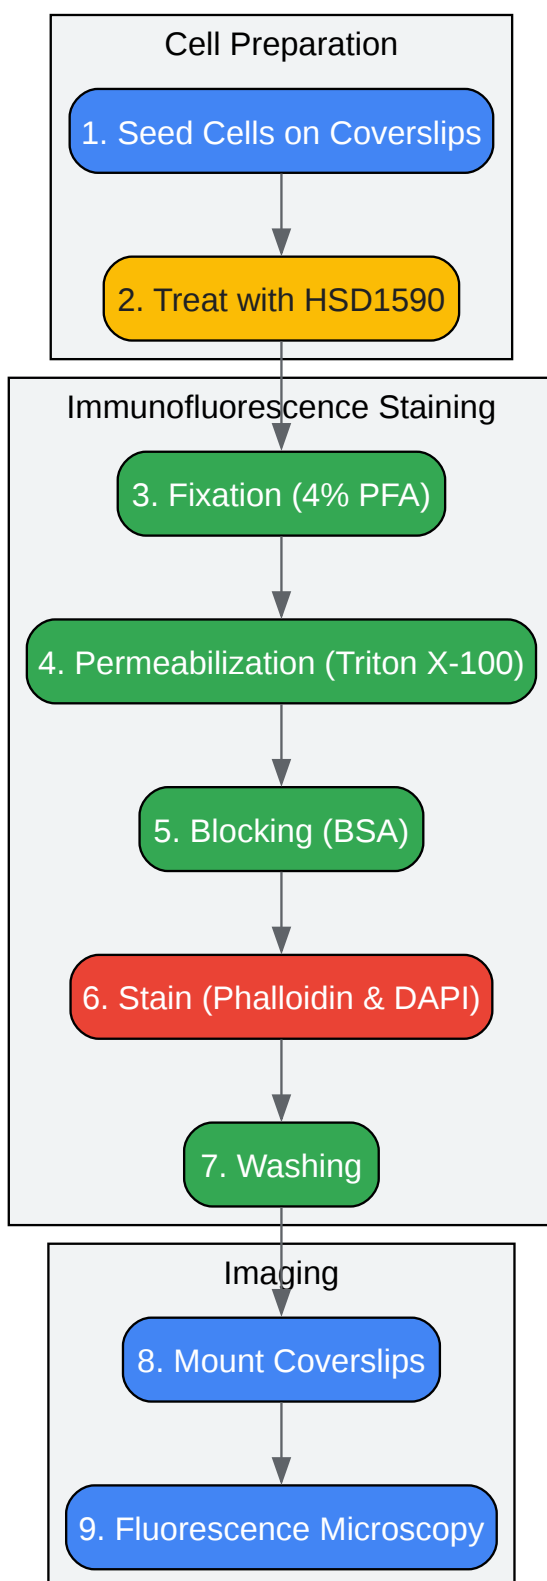 Cell Preparation
1. Seed Cells on Coverslips
2. Treat with HSD1590
Immunofluorescence Staining
3. Fixation (4% PFA)
4. Permeabilization (Triton X-100)
5. Blocking (BSA)
6. Stain (Phalloidin & DAPI)
7. Washing
Imaging
8. Mount Coverslips
9. Fluorescence Microscopy